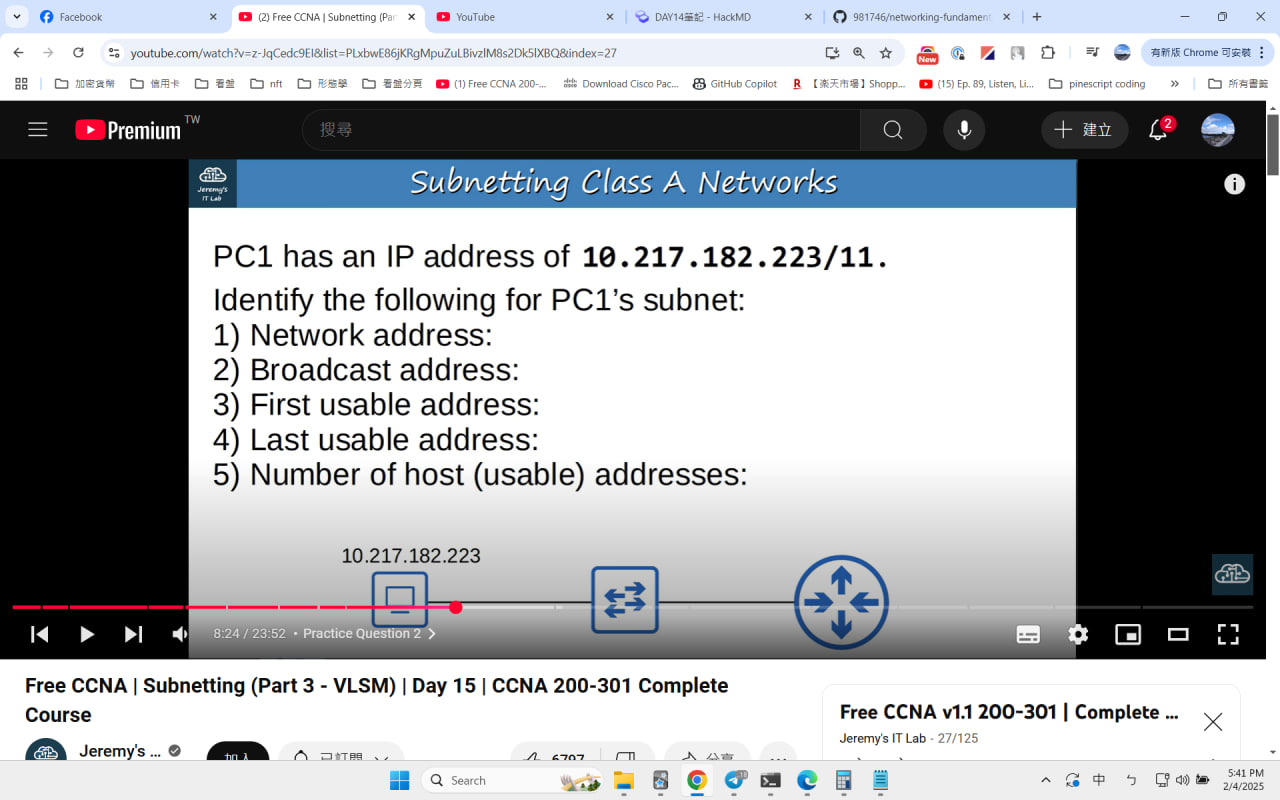 Facebook
(2) Free CCNA | Subnetting (Par
YouTube
DAY14筆記 - HackMD
981746/networking-fundament
youtube.com/watch?v=z-JqCedc9EI&list=PLxbwE86jKRgMpuZuLBivzlM8s2Dk5lXBQ&index=27
New
有新版 Chrome 可安裝
加密貨幣
信用卡
看盤
nft
形態學
看盤分頁
(1) Free CCNA 200-...
Download Cisco Pac...
GitHub Copilot
【楽天市場】Shopp...
(15) Ep. 89, Listen, Li...
pinescript coding
所有書籤
Premium TW
搜尋
建立
2
Jeremy's
IT Lab
Subnetting Class A Networks
PC1 has an IP address of 10.217.182.223/11.
Identify the following for PC1’s subnet:
1) Network address:
2) Broadcast address:
3) First usable address:
4) Last usable address:
5) Number of host (usable) addresses:
10.217.182.223
8:24 / 23:52 • Practice Question 2
Free CCNA | Subnetting (Part 3 - VLSM) | Day 15 | CCNA 200-301 Complete
Course
Free CCNA v1.1 200-301 | Complete ...
Jeremy's IT Lab - 27/125
Jeremy's ...
加入
已訂閱
6797
分享
Search
中
ㄅ
5:41 PM
2/4/2025